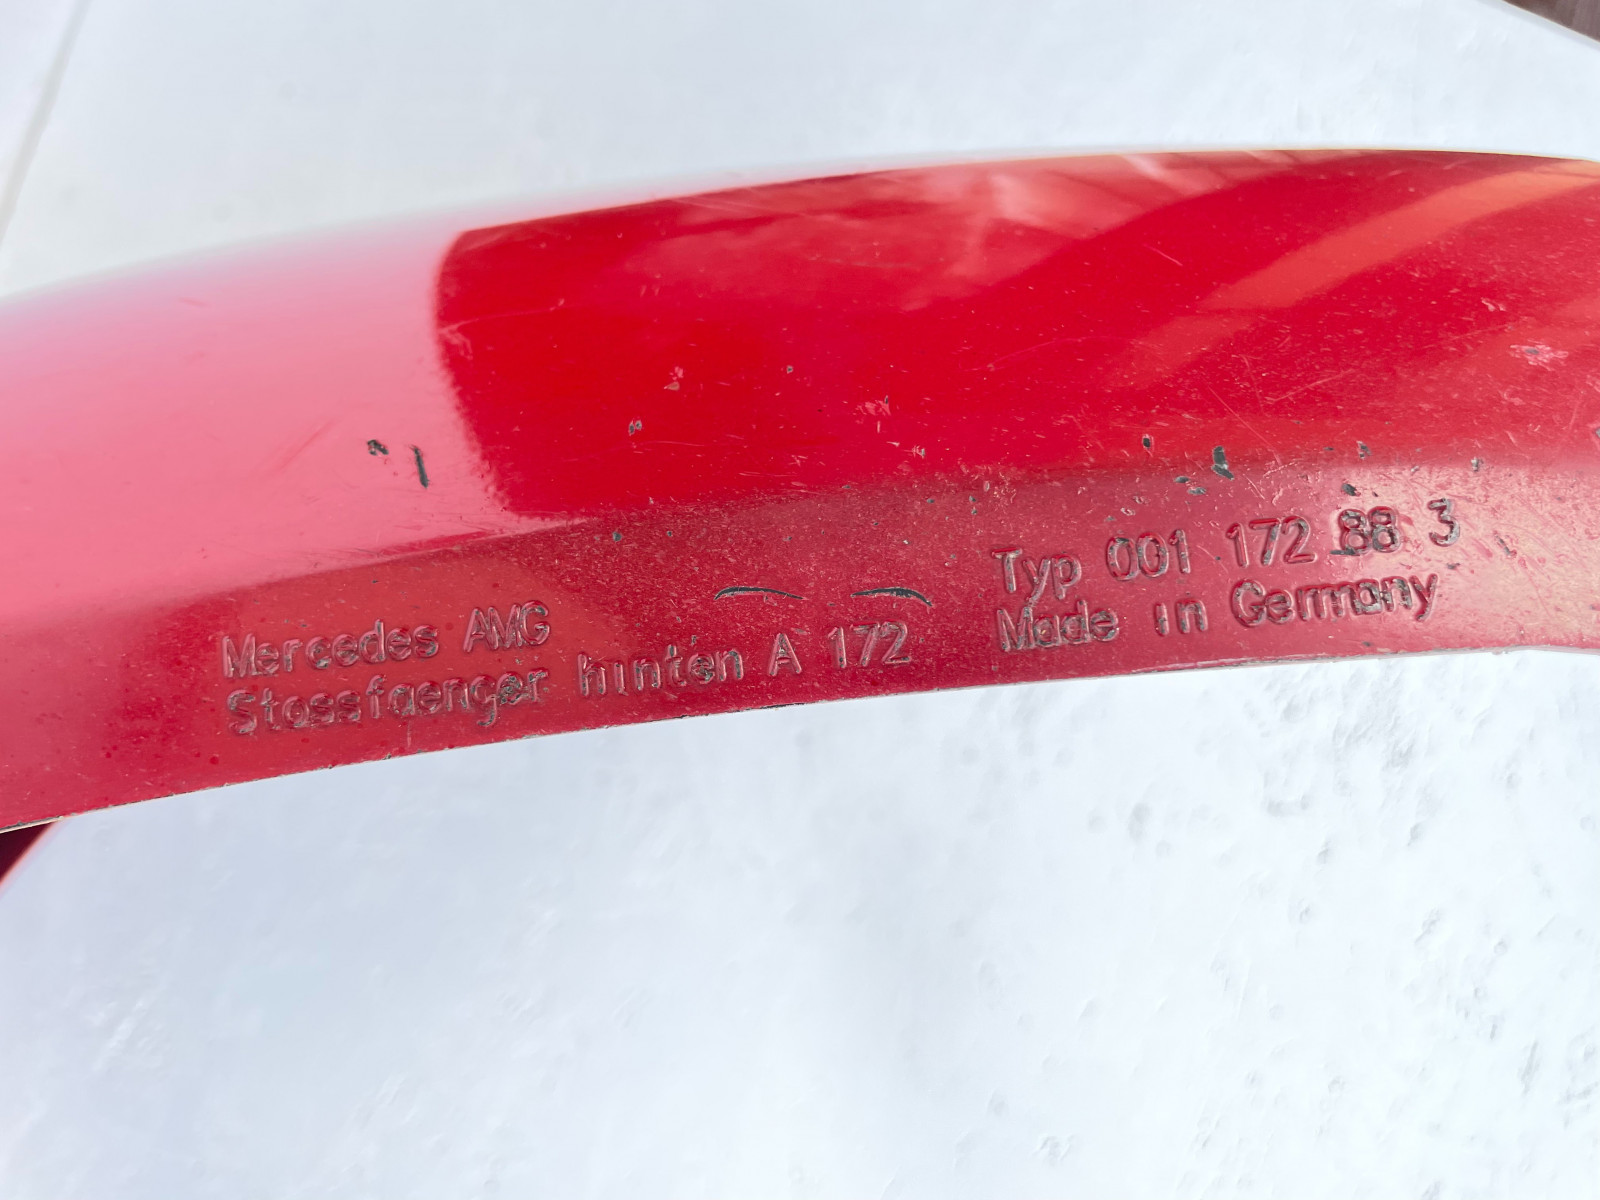 Mercedes AMG
Stossfaenger hinten A 172
Typ 001 172 88 3
Made in Germany